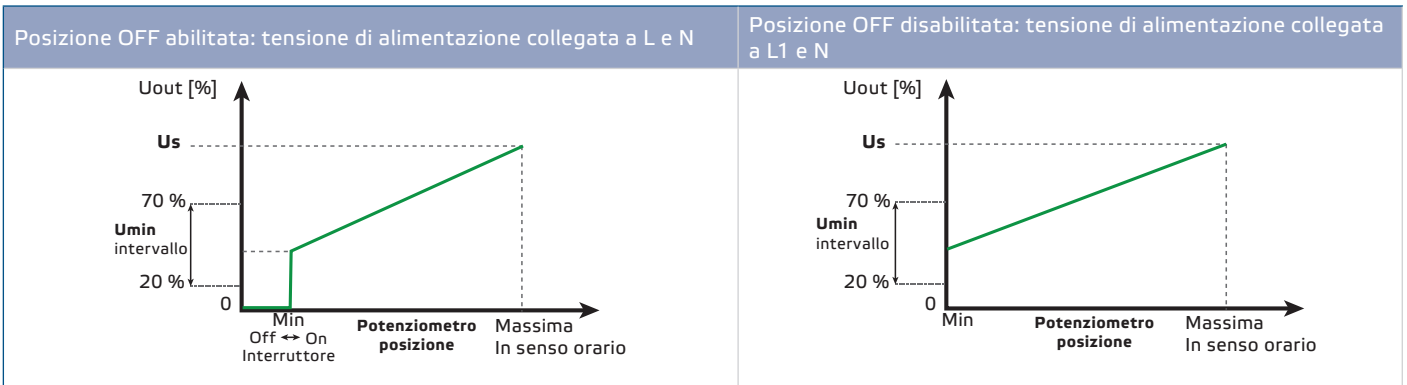 Posizione OFF abilitata: tensione di alimentazione collegata a L e N
Uout [%]
Us
70 %
Umin
intervallo
20 %
0
Min
Off ↔ On
Interruttore
Potenziometro
posizione
Massima
In senso orario
Posizione OFF disabilitata: tensione di alimentazione collegata
a L1 e N
Uout [%]
Us
70 %
Umin
intervallo
20 %
0
Min
Potenziometro
posizione
Massima
In senso orario